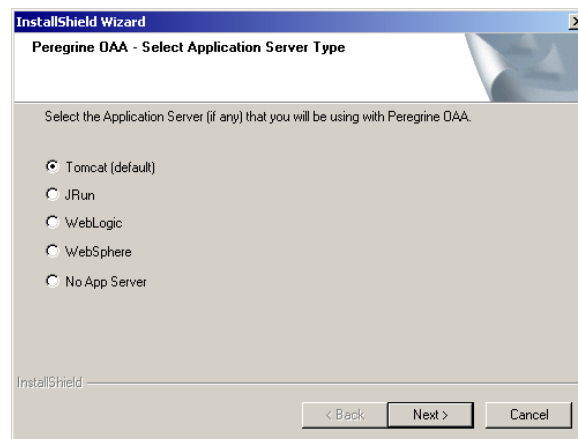 InstallShield Wizard
Peregrine OAA - Select Application Server Type
Select the Application Server (if any) that you will be using with Peregrine OAA.
Tomcat (default)
JRun
WebLogic
WebSphere
No App Server
InstallShield
< Back Next > Cancel